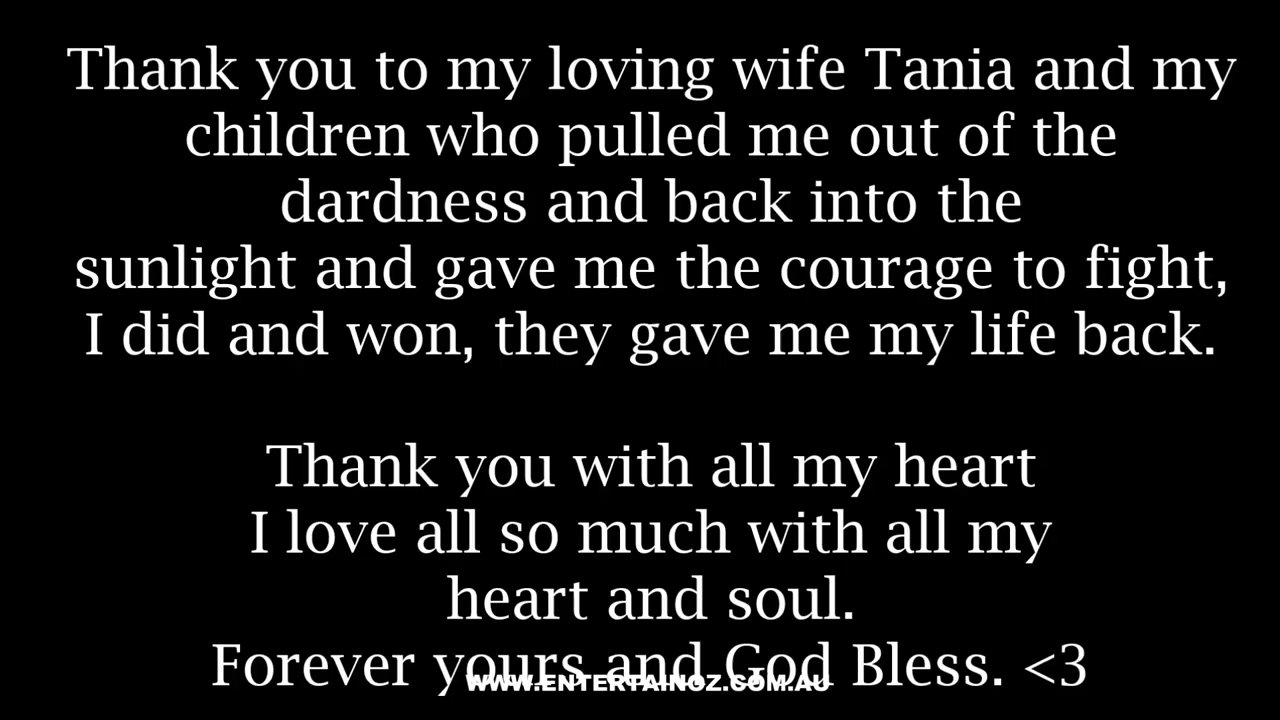 Thank you to my loving wife Tania and my
children who pulled me out of the
dardness and back into the
sunlight and gave me the courage to fight,
I did and won, they gave me my life back.
Thank you with all my heart
I love all so much with all my
heart and soul.
Forever yours and God Bless. <3
WWW.ENTERTAINOZ.COM.AU